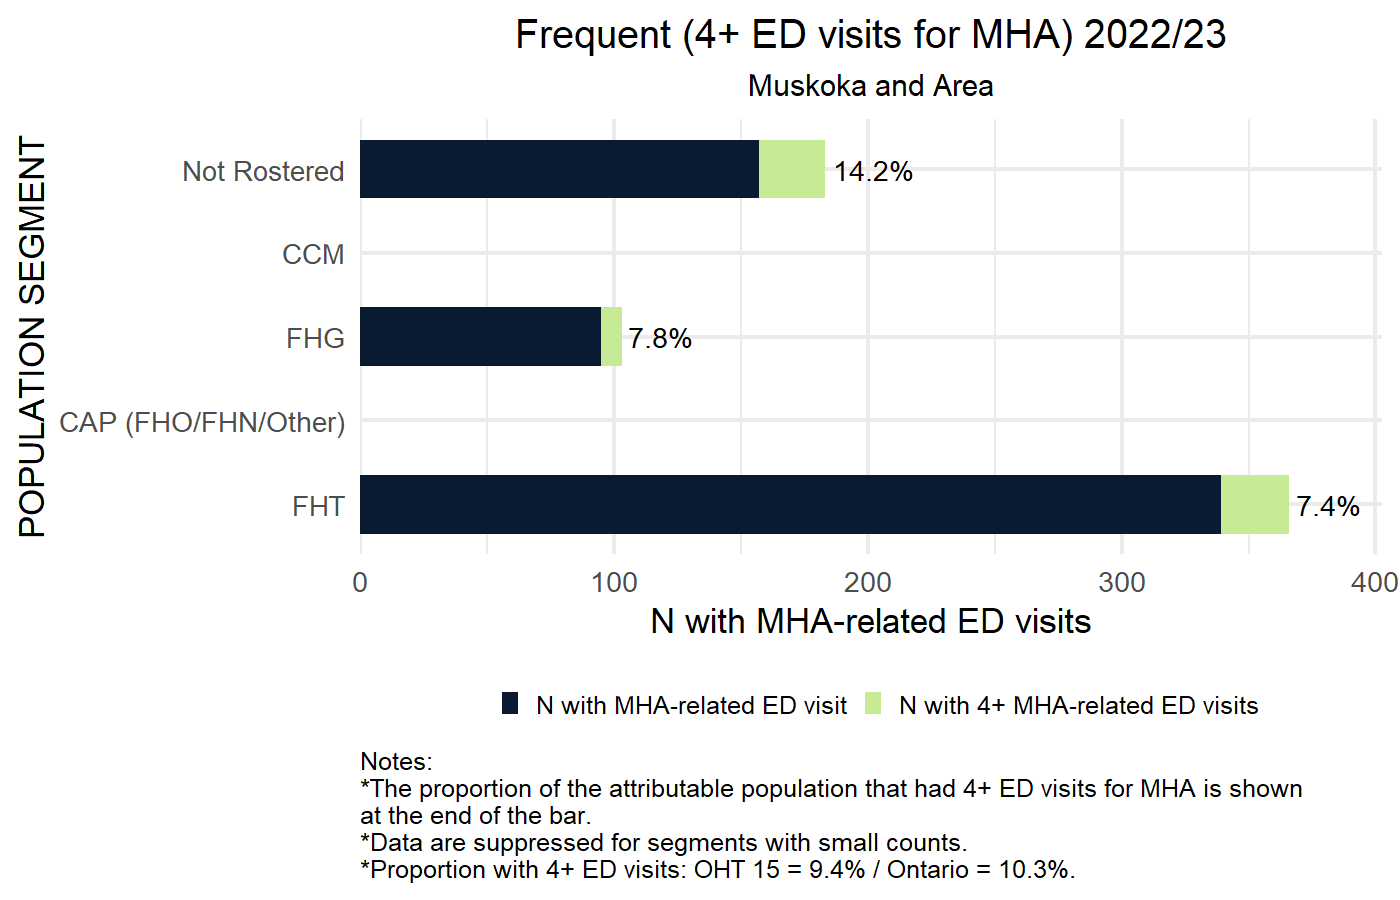 Frequent (4+ ED visits for MHA) 2022/23
Muskoka and Area
POPULATION SEGMENT
Not Rostered
14.2%
CCM
FHG
7.8%
CAP (FHO/FHN/Other)
FHT
7.4%
0
100
200
300
400
N with MHA-related ED visits
N with MHA-related ED visit
N with 4+ MHA-related ED visits
Notes:
*The proportion of the attributable population that had 4+ ED visits for MHA is shown
at the end of the bar.
*Data are suppressed for segments with small counts.
*Proportion with 4+ ED visits: OHT 15 = 9.4% / Ontario = 10.3%.